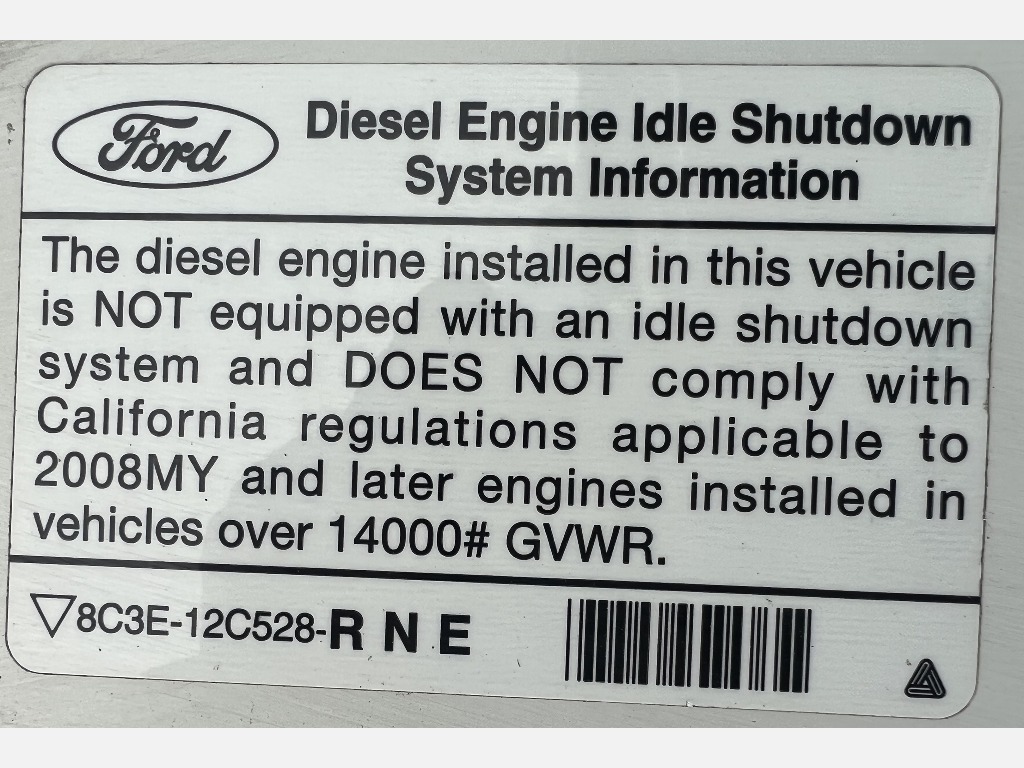 Ford
Diesel Engine Idle Shutdown
System Information
The diesel engine installed in this vehicle
is NOT equipped with an idle shutdown
system and DOES NOT comply with
California regulations applicable to
2008MY and later engines installed in
vehicles over 14000# GVWR.
8C3E-12C528-R N E